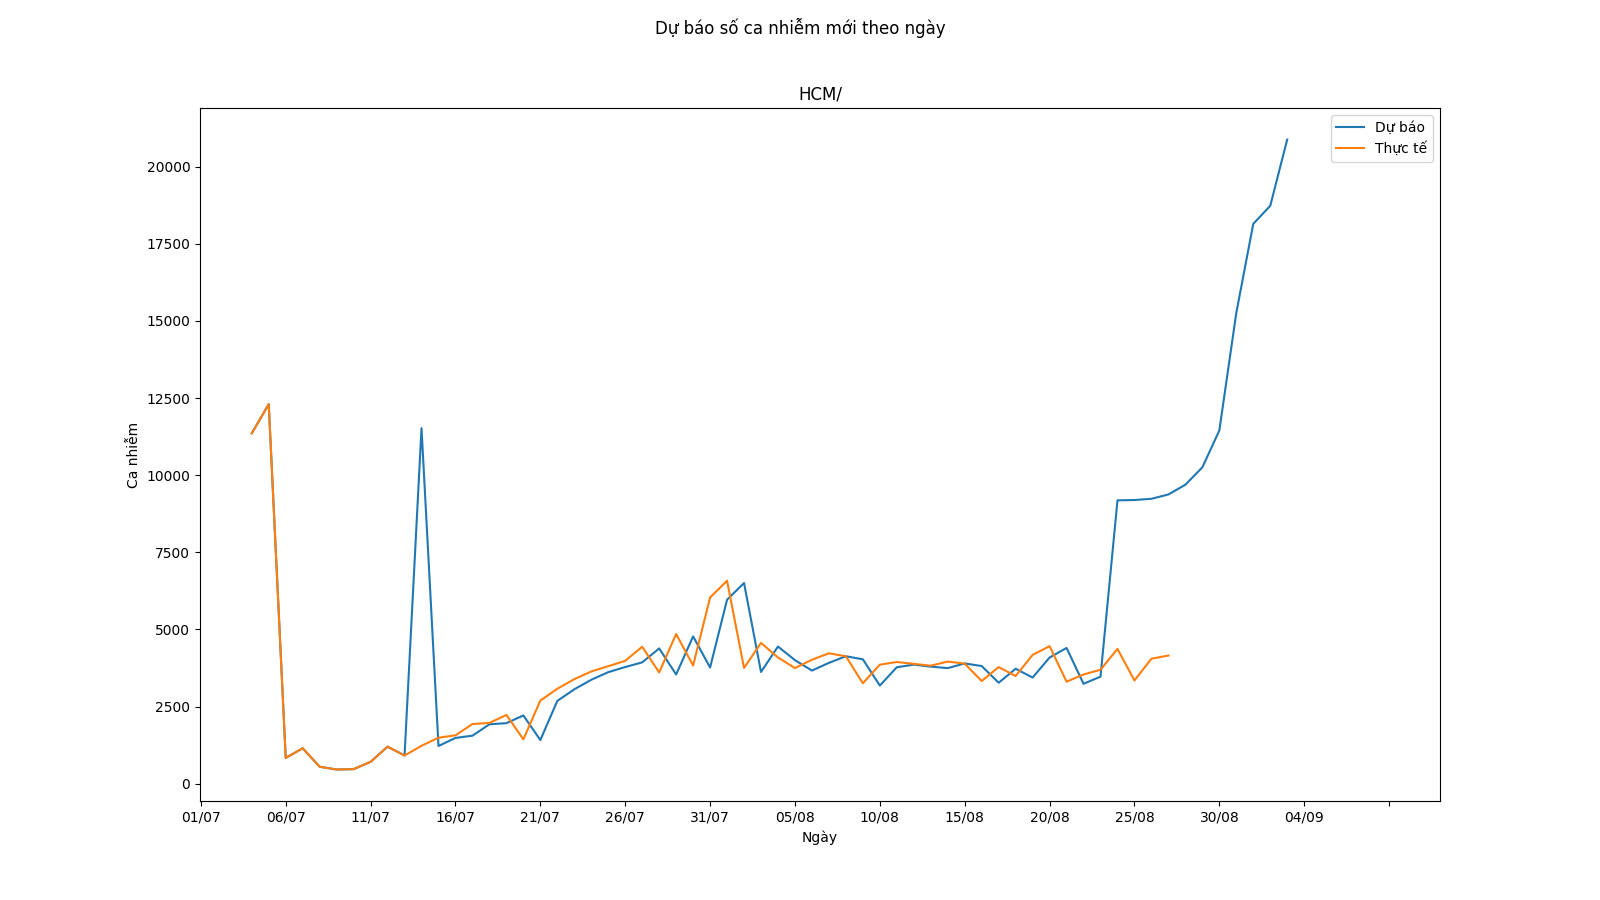 Dự báo số ca nhiễm mới theo ngày
HCM/
Dự báo
Thực tế
20000
17500
15000
12500
10000
7500
5000
2500
0
Ca nhiễm
01/07 06/07 11/07 16/07 21/07 26/07 31/07 05/08 10/08 15/08 20/08 25/08 30/08 04/09
Ngày